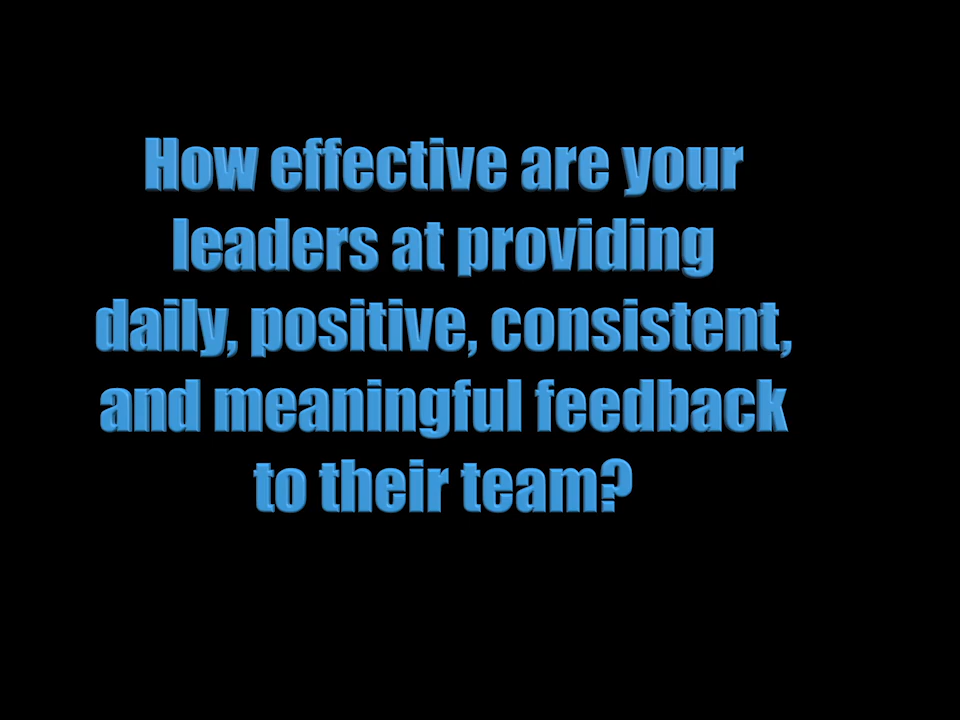 How effective are your
leaders at providing
daily, positive, consistent,
and meaningful feedback
to their team?